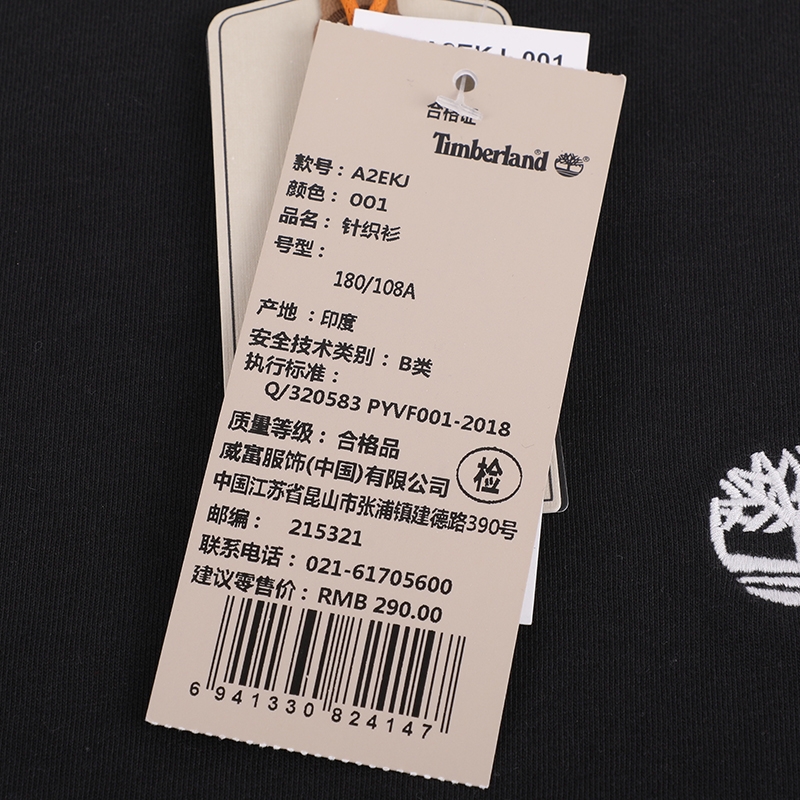 合格证
Timberland
款号：A2EKJ
颜色：001
品名：针织衫
号型：
180/108A
产地：印度
安全技术类别：B类
执行标准：
Q/320583 PYVF001-2018
质量等级：合格品
威富服饰(中国)有限公司
检
中国江苏省昆山市张浦镇建德路390号
邮编： 215321
联系电话：021-61705600
建议零售价：RMB 290.00
6 941330 824147